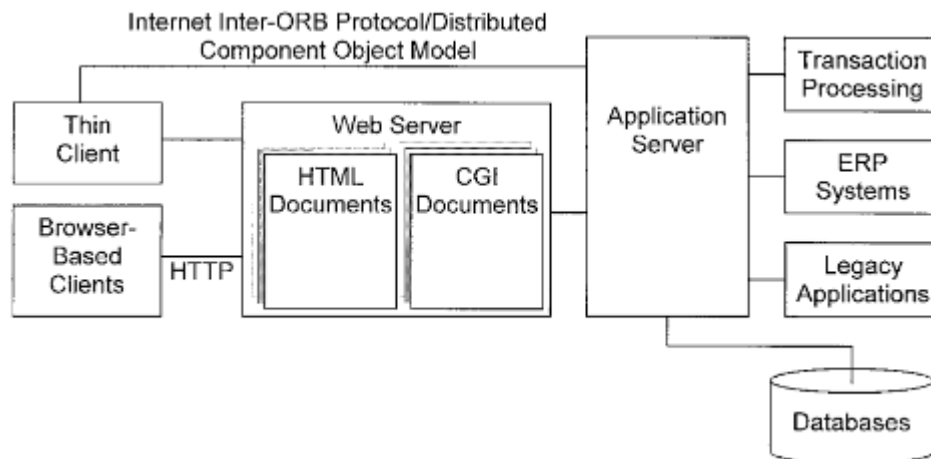 Internet Inter-ORB Protocol/Distributed
Component Object Model
Thin
Client
Browser-
Based
Clients
HTTP
Web Server
HTML
Documents
CGI
Documents
Application
Server
Transaction
Processing
ERP
Systems
Legacy
Applications
Databases